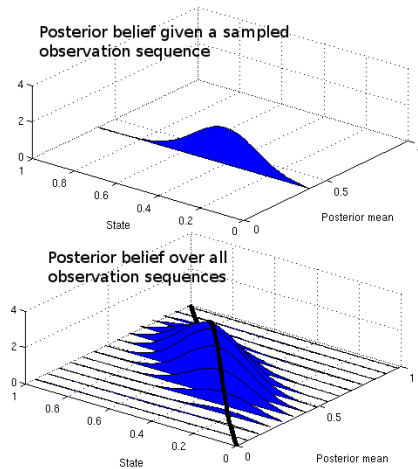 Posterior belief given a sampled
observation sequence
4
2
0
1
0.8
0.6
0.4
0.2
0
0
0.5
State
Posterior mean
Posterior belief over all
observation sequences
4
2
0
1
0.8
0.6
0.4
0.2
0
0
0.5
1
State
Posterior mean